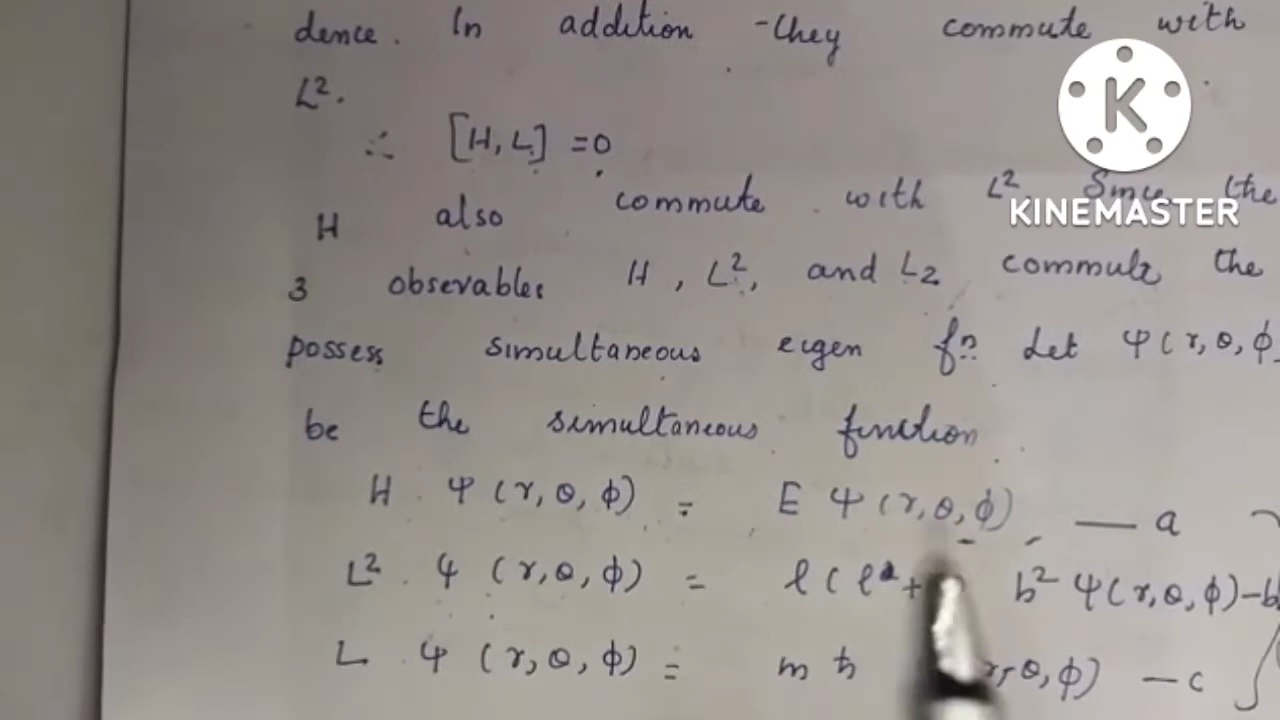 dence. In addition they commute with
L².
∴ [H, L] = 0
H also commute with L² Since the
3 observables H, L², and Lz commute the
possess simultaneous eigen fn Let ψ(r, θ, ϕ
be the simultaneous function
H ψ (r, θ, ϕ) = E ψ (r, θ, ϕ) — a
L² ψ (r, θ, ϕ) = l(l + ħ² ψ(r, θ, ϕ) – b
L ψ (r, θ, ϕ) = m ħ r, θ, ϕ) — c
K
KINEMASTER